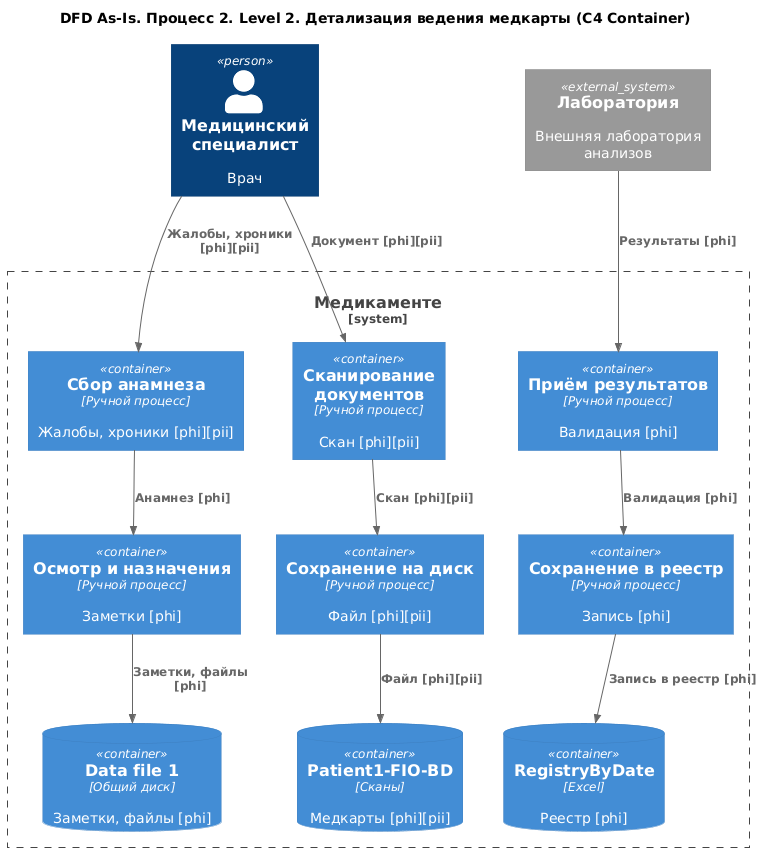 DFD As-Is. Процесс 2. Level 2. Детализация ведения медкарты (C4 Container)
«person»
Медицинский
специалист
Врач
«external_system»
Лаборатория
Внешняя лаборатория
анализов
Жалобы, хроники
[phi][pii]
Документ [phi][pii]
Результаты [phi]
Медикаменте
[system]
«container»
Сбор анамнеза
[Ручной процесс]
Жалобы, хроники [phi][pii]
«container»
Сканирование
документов
[Ручной процесс]
Скан [phi][pii]
«container»
Приём результатов
[Ручной процесс]
Валидация [phi]
Анамнез [phi]
Скан [phi][pii]
Валидация [phi]
«container»
Осмотр и назначения
[Ручной процесс]
Заметки [phi]
«container»
Сохранение на диск
[Ручной процесс]
Файл [phi][pii]
«container»
Сохранение в реестр
[Ручной процесс]
Запись [phi]
Заметки, файлы
[phi]
Файл [phi][pii]
Запись в реестр [phi]
«container»
Data file 1
[Общий диск]
Заметки, файлы [phi]
«container»
Patient1-FIO-BD
[Сканы]
Медкарты [phi][pii]
«container»
RegistryByDate
[Excel]
Реестр [phi]